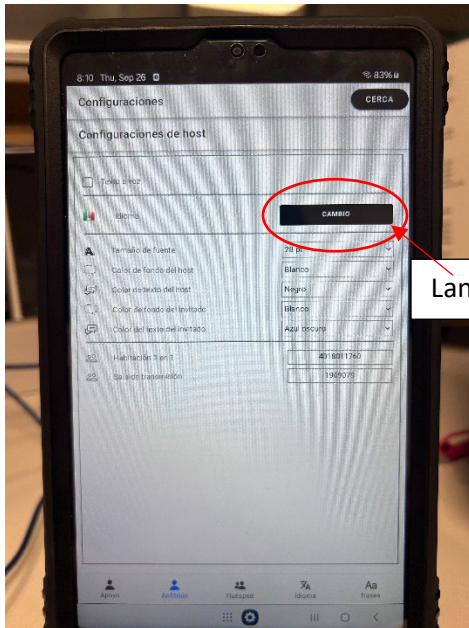 8:10 Thu, Sep 26 83%
Configuraciones CERCA
Configuraciones de host
Texto a voz
Idioma CAMBIO
Tamaño de fuente 28 pt
Color de fondo del host Blanco
Color de texto del host Negro
Color de fondo del invitado Blanco
Color del texto del invitado Azul oscuro
Lan
Habitación 1 en 1 4018011760
Sala de transmisión 1909079
Apoyo Anfitrión Huésped Idioma Aa
frases